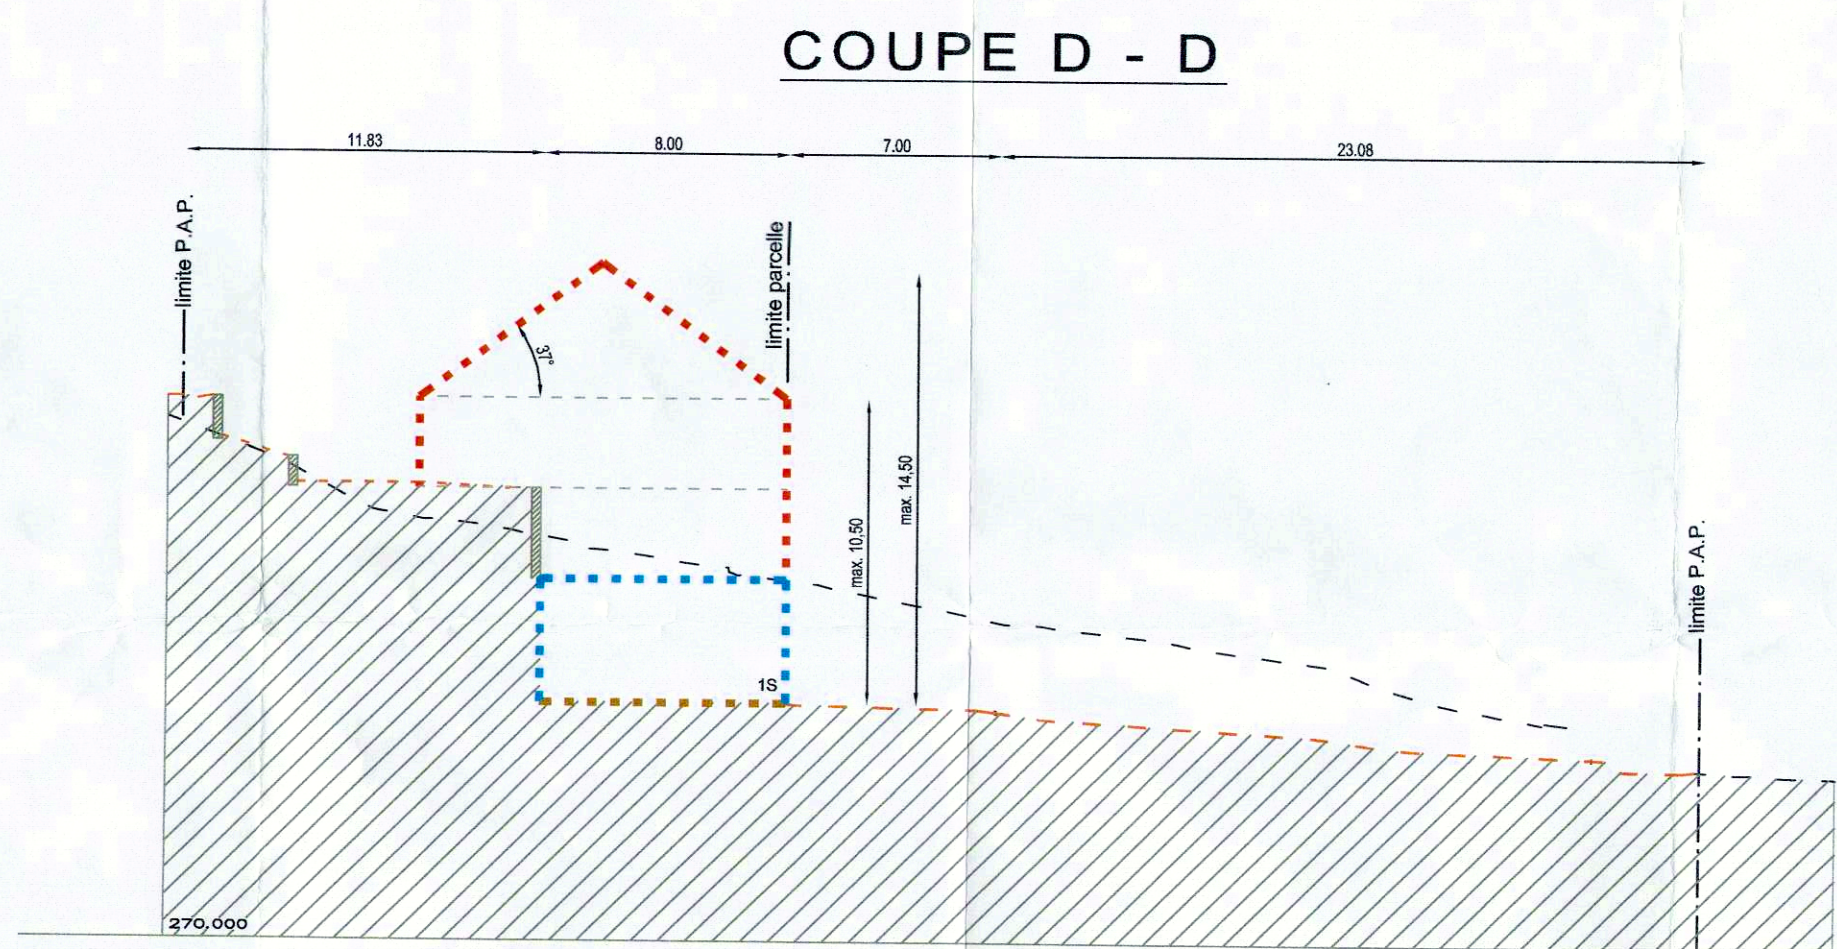 COUPE D - D
11.83
8.00
7.00
23.08
limite P.A.P.
limite parcelle
37°
max. 10,50
max. 14,50
limite P.A.P.
1S
270.000